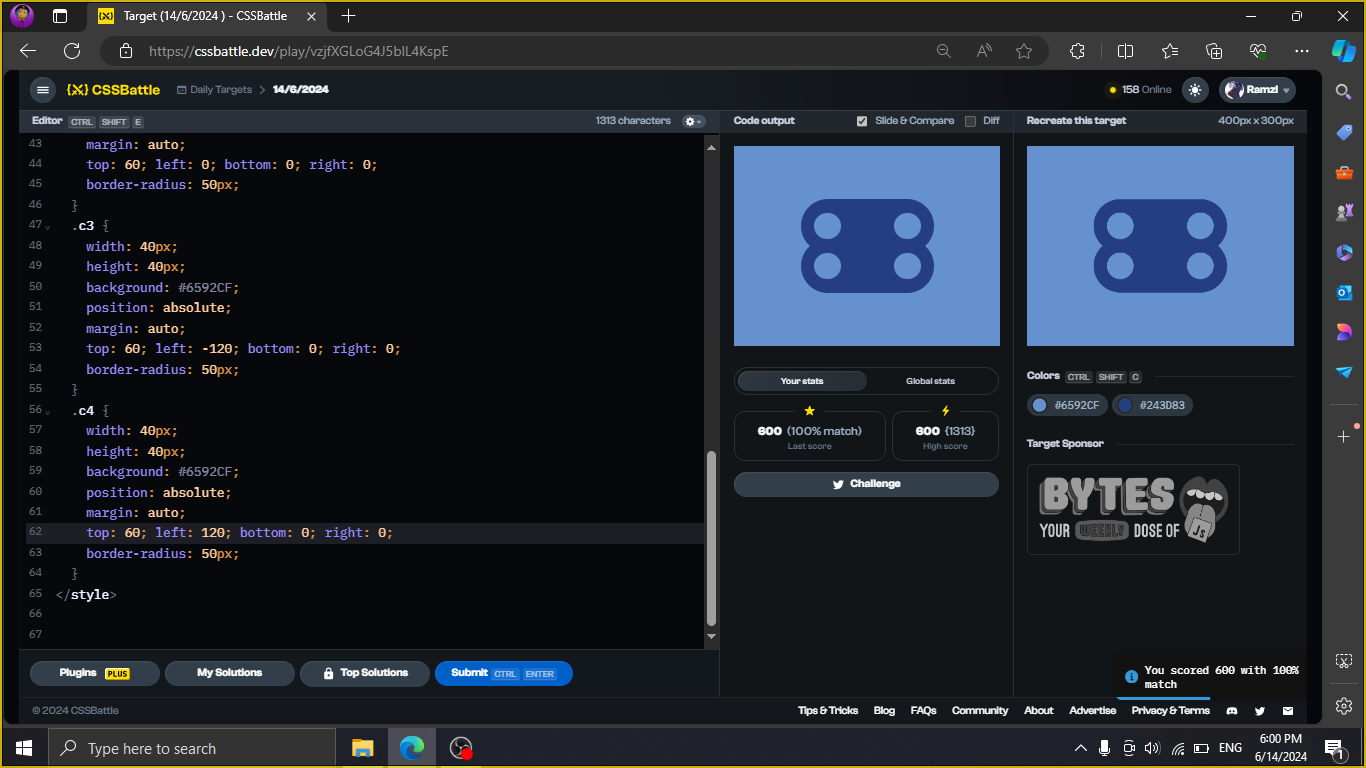 Target (14/6/2024 ) - CSSBattle
https://cssbattle.dev/play/vzjfXGLoG4J5bIL4KspE
CSSBattle
Daily Targets > 14/6/2024
158 Online
Ramzi
Editor CTRL SHIFT E
1313 characters
Code output
Slide & Compare
Diff
Recreate this target
400px x 300px
43 margin: auto;
44 top: 60; left: 0; bottom: 0; right: 0;
45 border-radius: 50px;
46 }
47 .c3 {
48 width: 40px;
49 height: 40px;
50 background: #6592CF;
51 position: absolute;
52 margin: auto;
53 top: 60; left: -120; bottom: 0; right: 0;
54 border-radius: 50px;
55 }
56 .c4 {
57 width: 40px;
58 height: 40px;
59 background: #6592CF;
60 position: absolute;
61 margin: auto;
62 top: 60; left: 120; bottom: 0; right: 0;
63 border-radius: 50px;
64 }
65 </style>
66
67
Your stats
Global stats
600 (100% match)
Last score
600 {1313}
High score
Challenge
Colors CTRL SHIFT C
#6592CF
#243D83
Target Sponsor
BYTES
YOUR WEEKLY DOSE OF JS
Plugins PLUS
My Solutions
Top Solutions
Submit CTRL ENTER
You scored 600 with 100%
match
© 2024 CSSBattle
Tips & Tricks
Blog
FAQs
Community
About
Advertise
Privacy & Terms
Type here to search
ENG
6:00 PM
6/14/2024
1